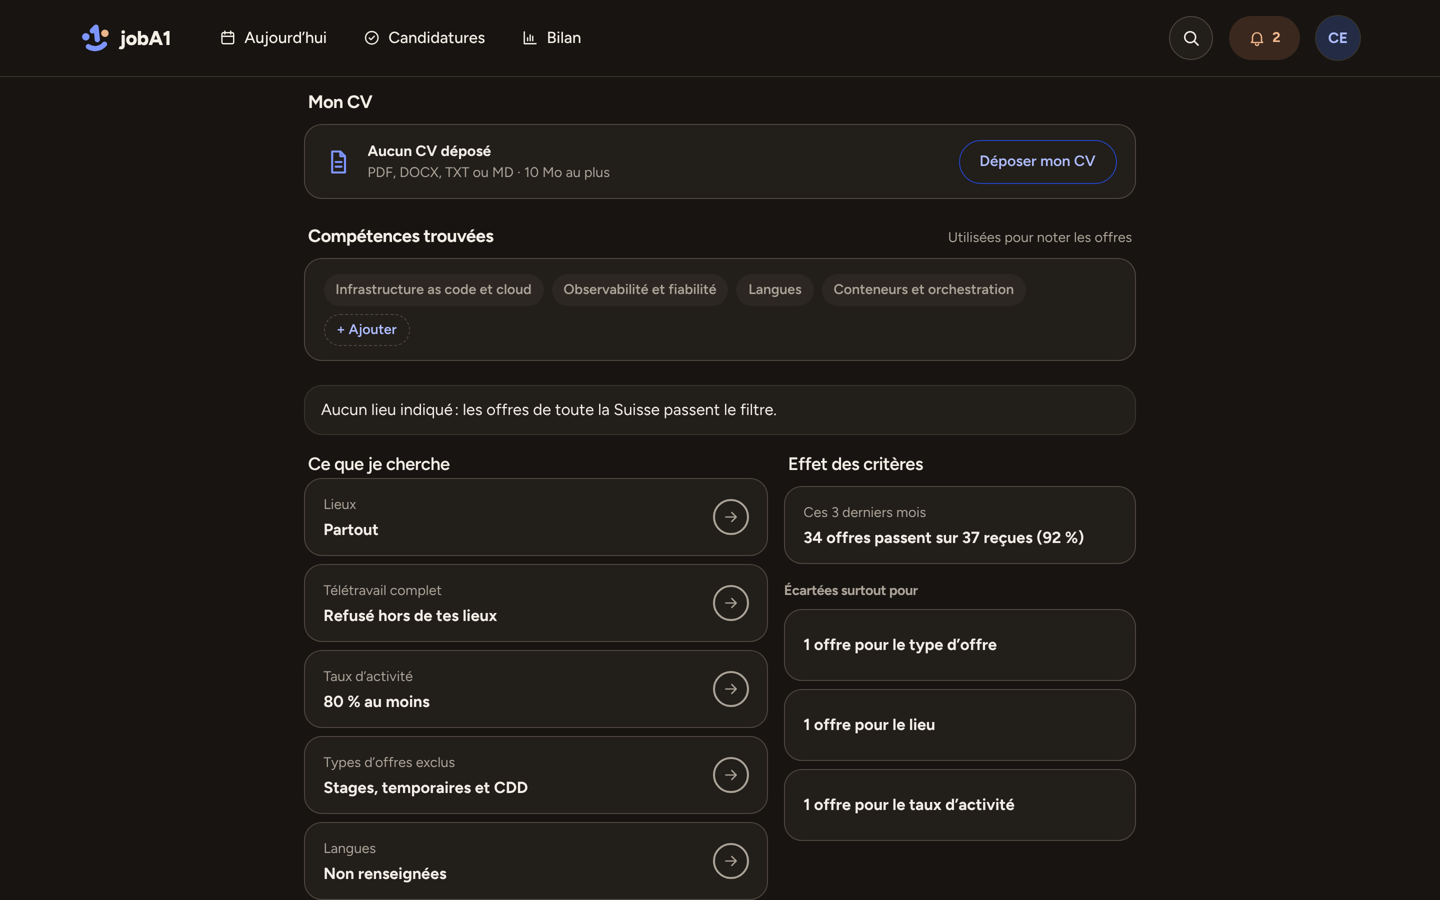 jobA1
Aujourd’hui
Candidatures
Bilan
2
CE
Mon CV
Aucun CV déposé
PDF, DOCX, TXT ou MD · 10 Mo au plus
Déposer mon CV
Compétences trouvées
Utilisées pour noter les offres
Infrastructure as code et cloud
Observabilité et fiabilité
Langues
Conteneurs et orchestration
+ Ajouter
Aucun lieu indiqué : les offres de toute la Suisse passent le filtre.
Ce que je cherche
Lieux
Partout
Télétravail complet
Refusé hors de tes lieux
Taux d’activité
80 % au moins
Types d’offres exclus
Stages, temporaires et CDD
Langues
Non renseignées
Effet des critères
Ces 3 derniers mois
34 offres passent sur 37 reçues (92 %)
Écartées surtout pour
1 offre pour le type d’offre
1 offre pour le lieu
1 offre pour le taux d’activité